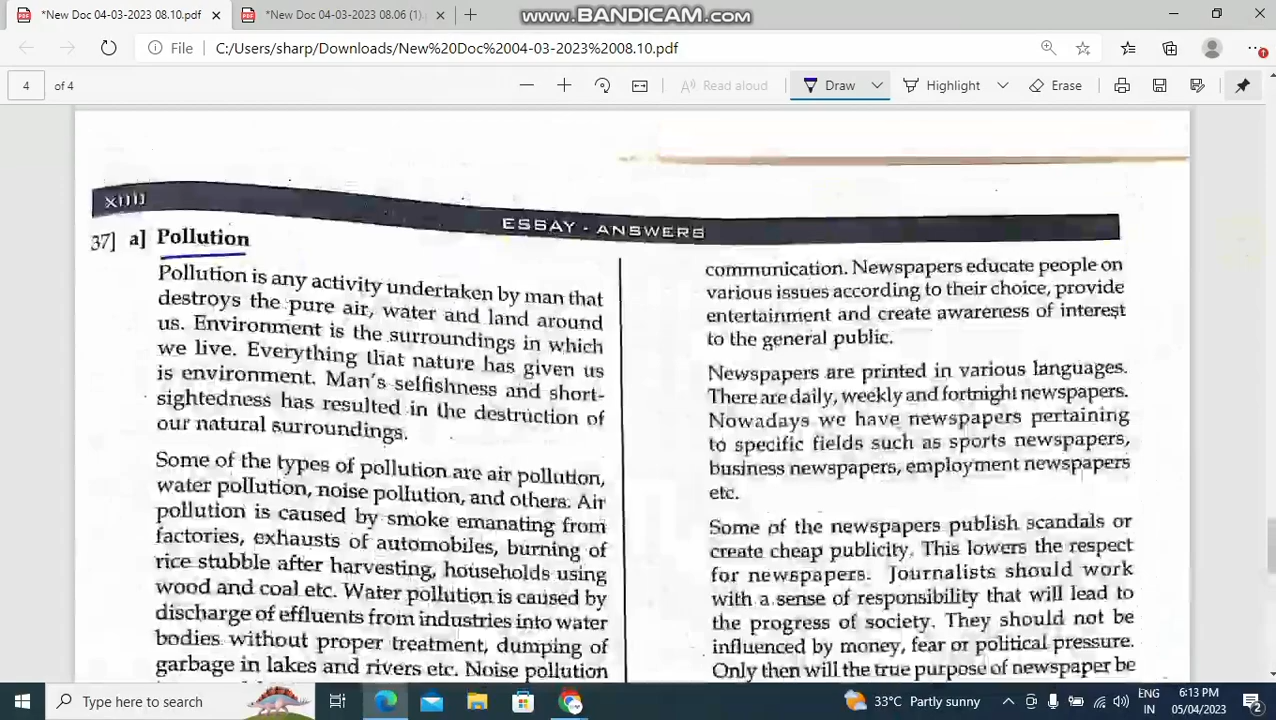 *New Doc 04-03-2023 08.10.pdf
*New Doc 04-03-2023 08.06 (1).
www.BANDICAM.com
File
C:/Users/sharp/Downloads/New%20Doc%2004-03-2023%2008.10.pdf
4
of 4
Read aloud
Draw
Highlight
Erase
xiiii
ESSAY - ANSWERS
37] a] Pollution
Pollution is any activity undertaken by man that
destroys the pure air, water and land around
us. Environment is the surroundings in which
we live. Everything that nature has given us
is environment. Man's selfishness and short-
sightedness has resulted in the destruction of
our natural surroundings.
Some of the types of pollution are air pollution,
water pollution, noise pollution, and others. Air
pollution is caused by smoke emanating from
factories, exhausts of automobiles, burning of
rice stubble after harvesting, households using
wood and coal etc. Water pollution is caused by
discharge of effluents from industries into water
bodies without proper treatment, dumping of
garbage in lakes and rivers etc. Noise pollution
communication. Newspapers educate people on
various issues according to their choice, provide
entertainment and create awareness of interest
to the general public.
Newspapers are printed in various languages.
There are daily, weekly and fortnight newspapers.
Nowadays we have newspapers pertaining
to specific fields such as sports newspapers,
business newspapers, employment newspapers
etc.
Some of the newspapers publish scandals or
create cheap publicity. This lowers the respect
for newspapers. Journalists should work
with a sense of responsibility that will lead to
the progress of society. They should not be
influenced by money, fear or political pressure.
Only then will the true purpose of newspaper be
Type here to search
33°C Partly sunny
ENG
IN
6:13 PM
05/04/2023
2